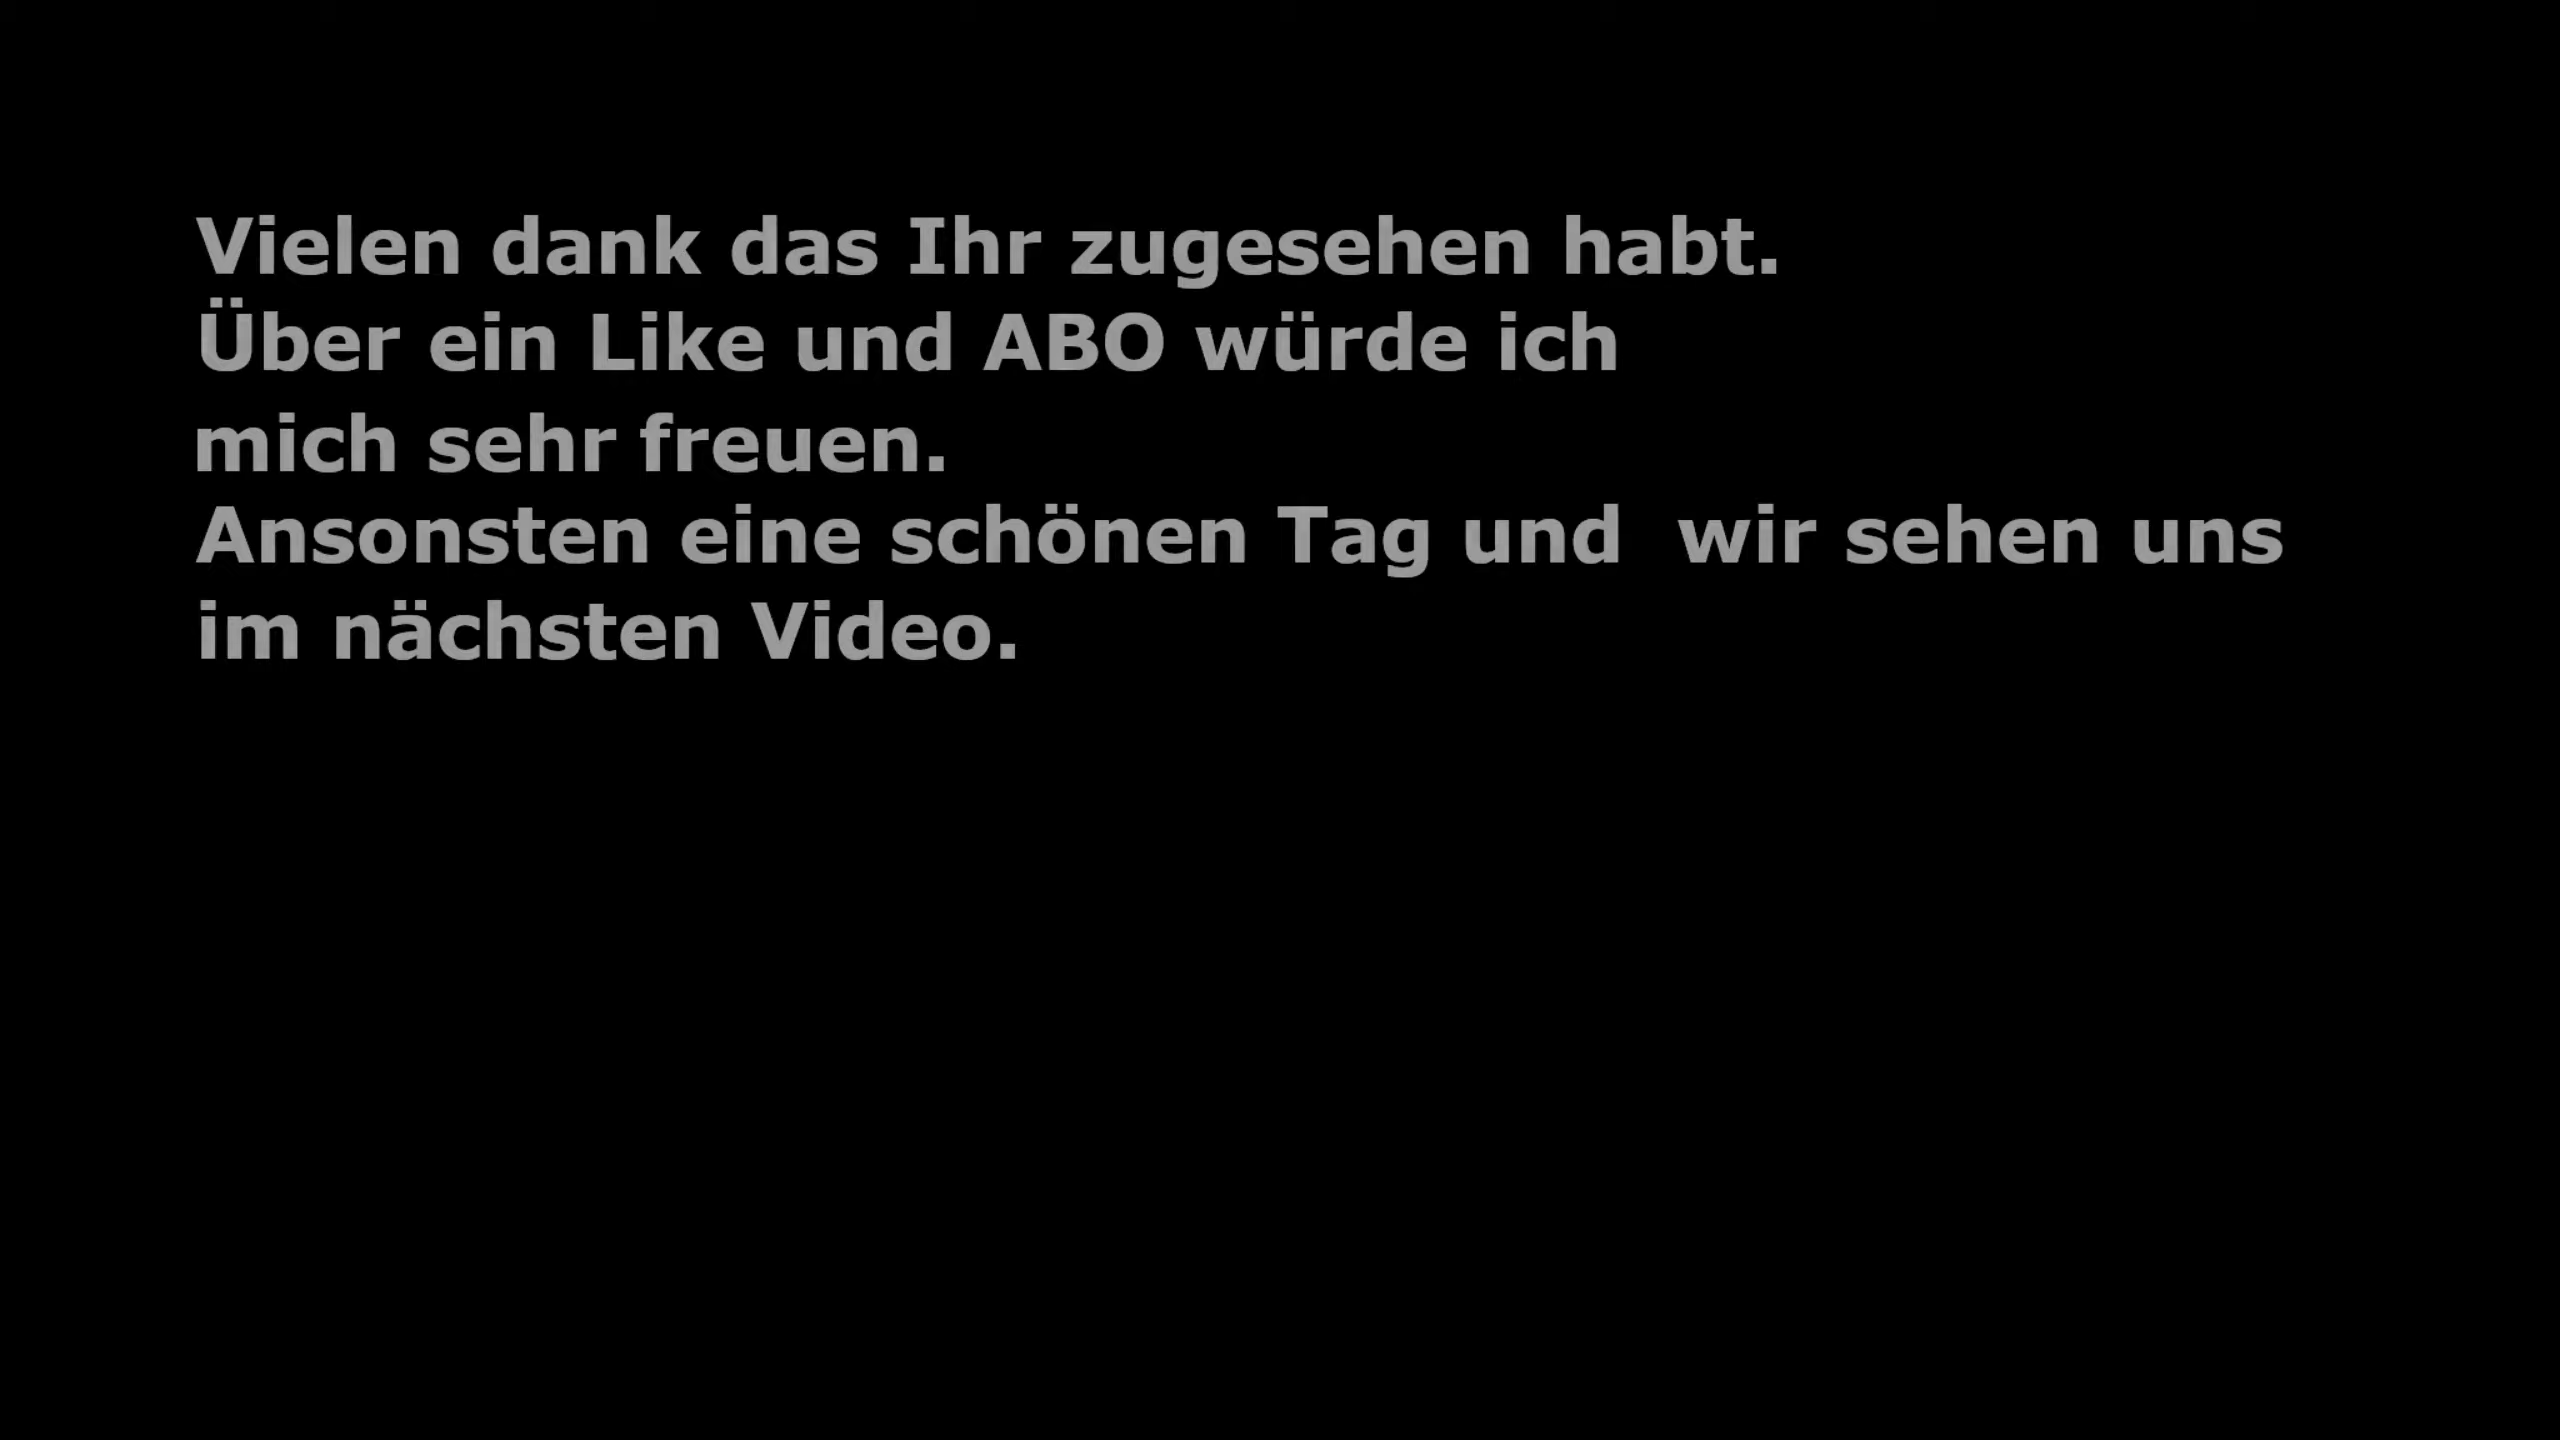 Vielen dank das Ihr zugesehen habt.
Über ein Like und ABO würde ich
mich sehr freuen.
Ansonsten eine schönen Tag und  wir sehen uns
im nächsten Video.